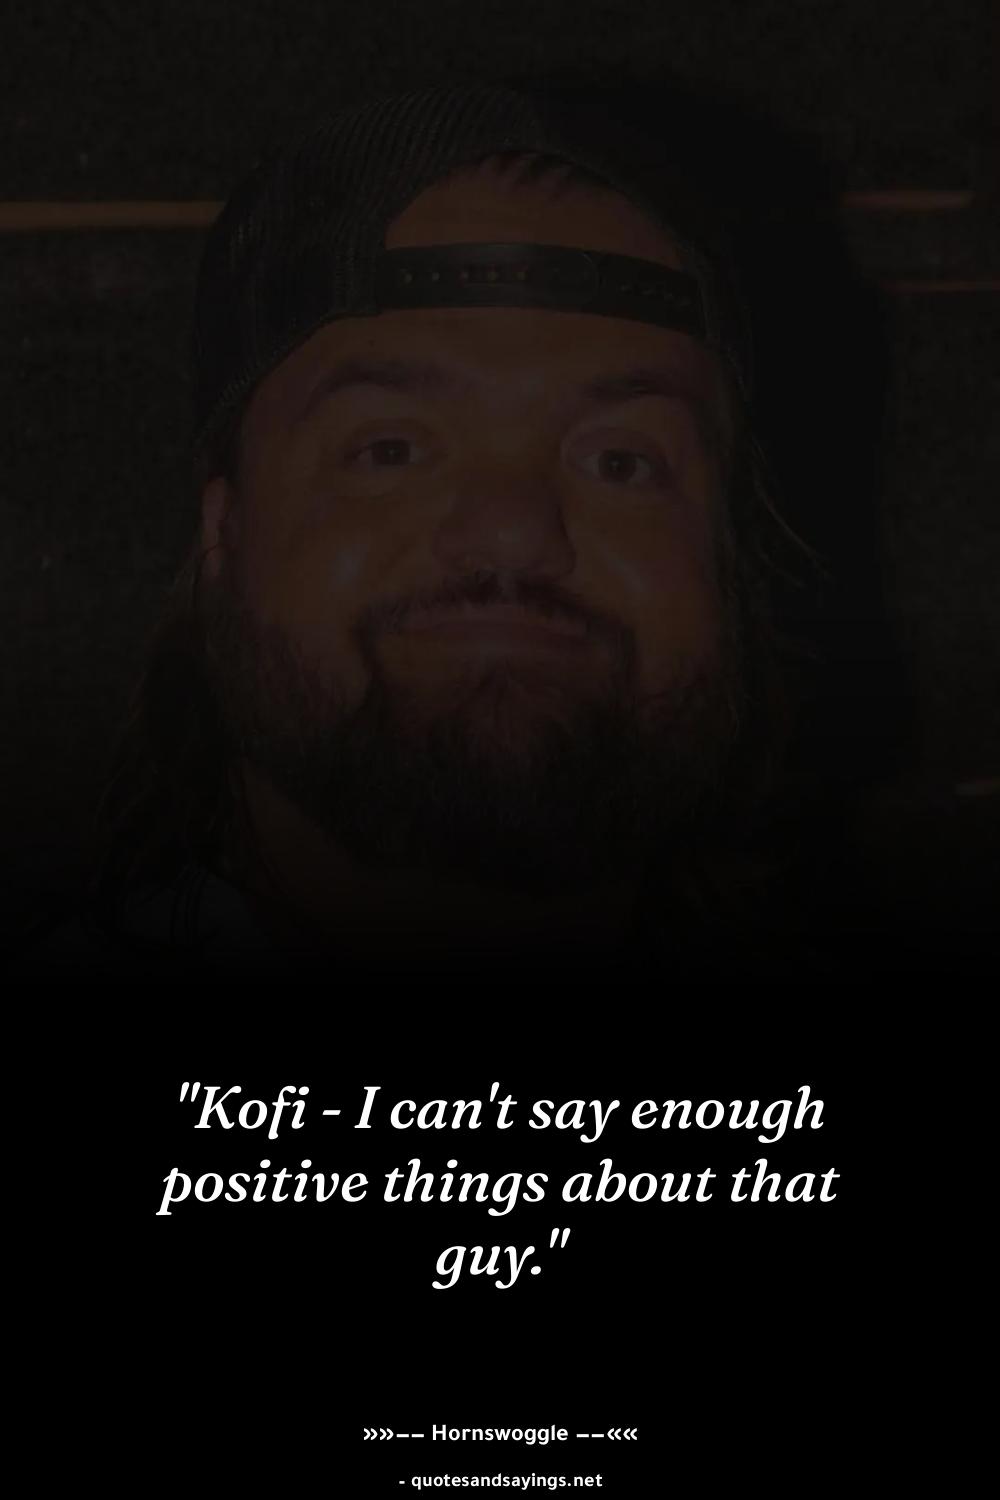 "Kofi - I can't say enough
positive things about that
guy."
»»—— Hornswoggle ——««
- quotesandsayings.net